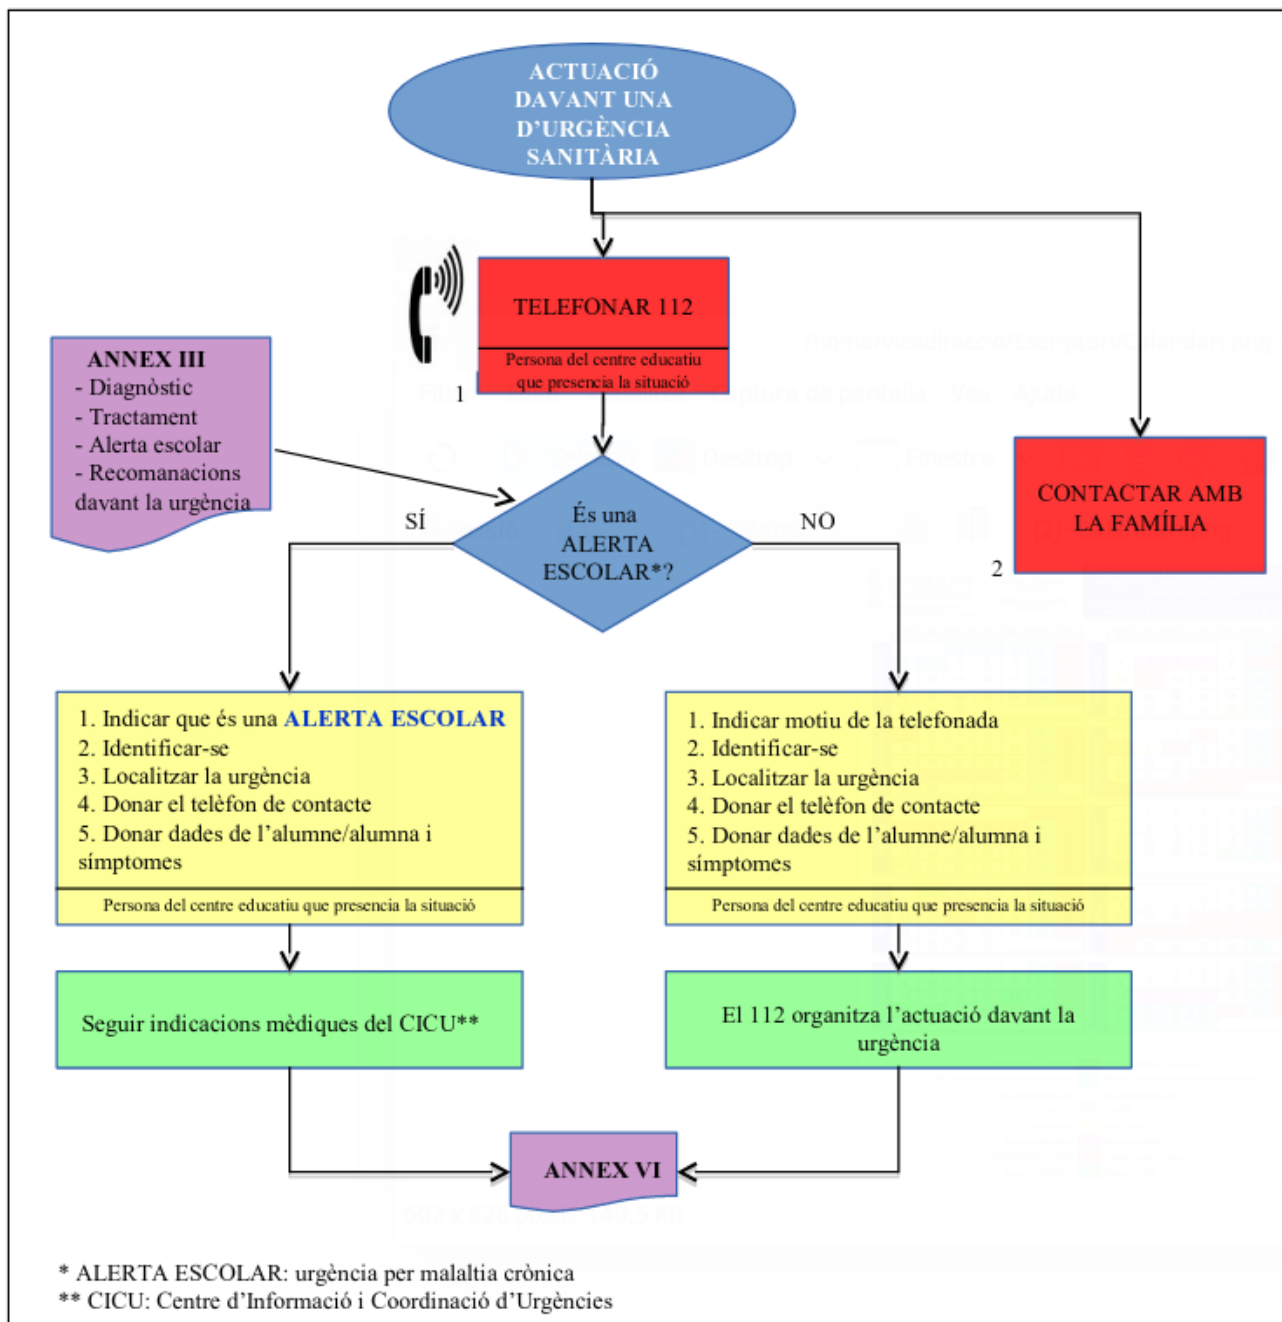 ACTUACIÓ
DAVANT UNA
D'URGÈNCIA
SANITÀRIA
TELEFONAR 112
Persona del centre educatiu
que presencia la situació
1
ANNEX III
- Diagnòstic
- Tractament
- Alerta escolar
- Recomanacions
davant la urgència
CONTACTAR AMB
LA FAMÍLIA
2
És una
ALERTA
ESCOLAR*?
SÍ
NO
1. Indicar que és una ALERTA ESCOLAR
2. Identificar-se
3. Localitzar la urgència
4. Donar el telèfon de contacte
5. Donar dades de l'alumne/alumna i
símptomes
Persona del centre educatiu que presencia la situació
1. Indicar motiu de la telefonada
2. Identificar-se
3. Localitzar la urgència
4. Donar el telèfon de contacte
5. Donar dades de l'alumne/alumna i
símptomes
Persona del centre educatiu que presencia la situació
Seguir indicacions mèdiques del CICU**
El 112 organitza l'actuació davant la
urgència
ANNEX VI
* ALERTA ESCOLAR: urgència per malaltia crònica
** CICU: Centre d'Informació i Coordinació d'Urgències